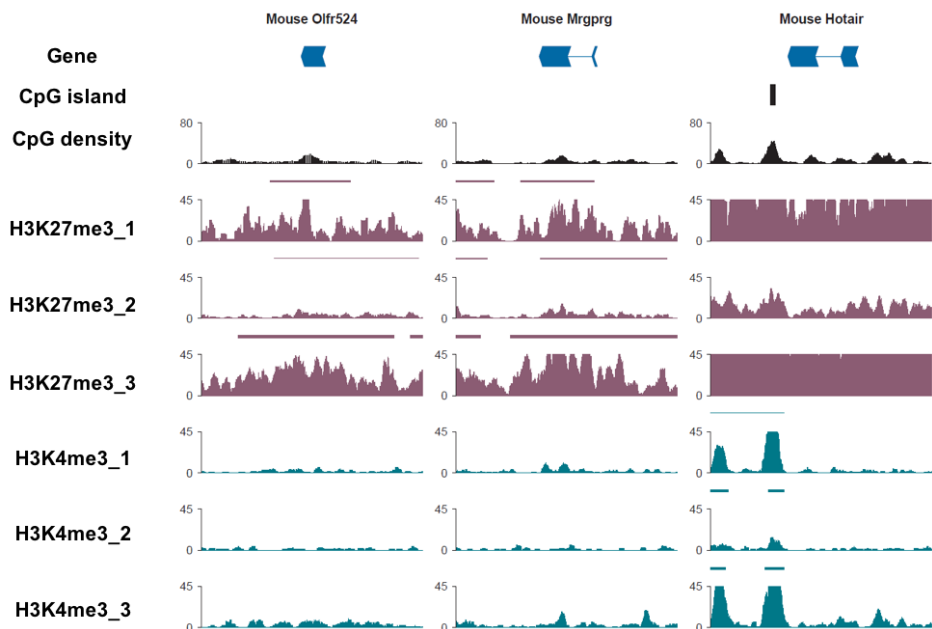 Mouse Olfr524 Mouse Mrgprg Mouse Hotair
Gene
CpG island
CpG density
80 80 80
0 0 0
H3K27me3_1
45 45 45
0 0 0
H3K27me3_2
45 45 45
0 0 0
H3K27me3_3
45 45 45
0 0 0
H3K4me3_1
45 45 45
0 0 0
H3K4me3_2
45 45 45
0 0 0
H3K4me3_3
45 45 45
0 0 0